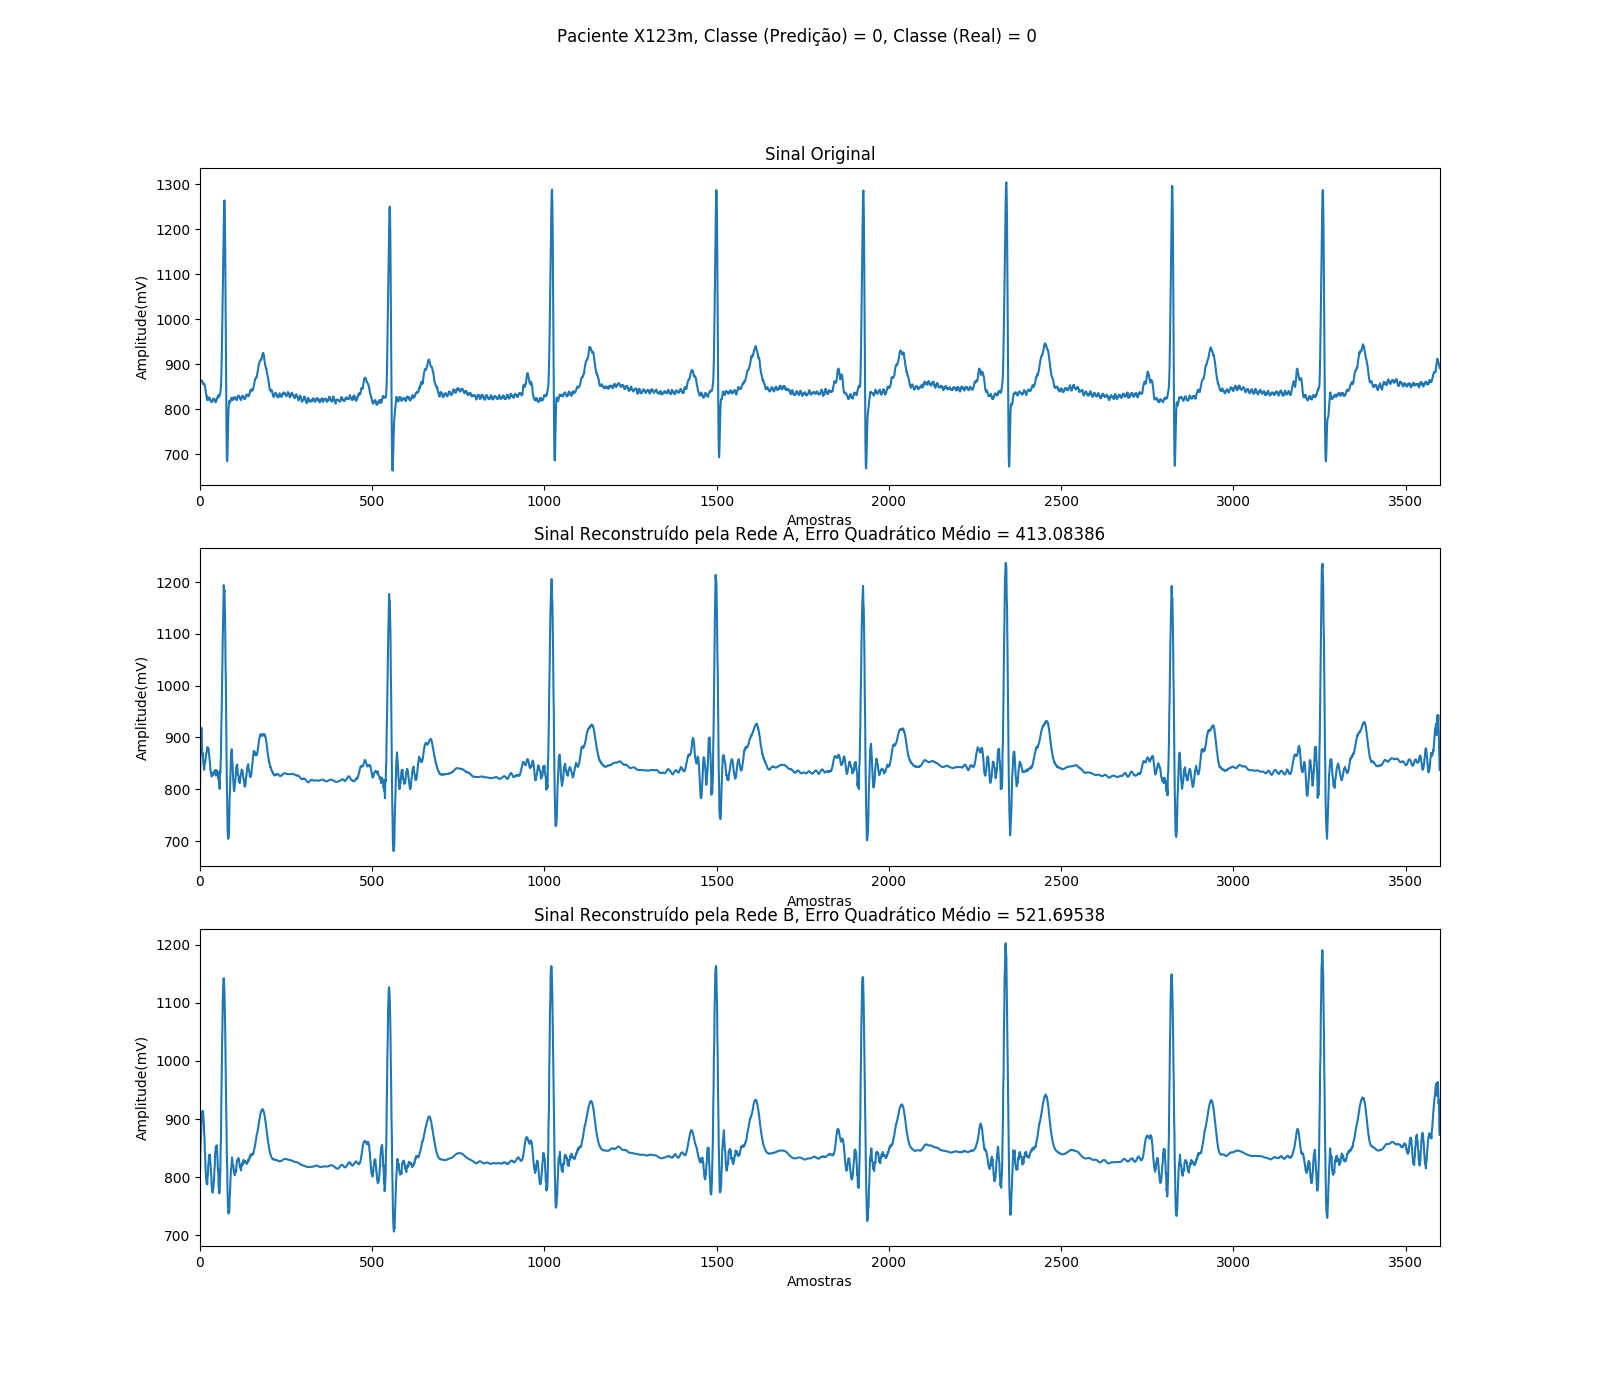 Paciente X123m, Classe (Predição) = 0, Classe (Real) = 0
Sinal Original
Amplitude(mV)
1300
1200
1100
1000
900
800
700
0 500 1000 1500 2000 2500 3000 3500
Amostras
Sinal Reconstruído pela Rede A, Erro Quadrático Médio = 413.08386
Amplitude(mV)
1200
1100
1000
900
800
700
0 500 1000 1500 2000 2500 3000 3500
Amostras
Sinal Reconstruído pela Rede B, Erro Quadrático Médio = 521.69538
Amplitude(mV)
1200
1100
1000
900
800
700
0 500 1000 1500 2000 2500 3000 3500
Amostras